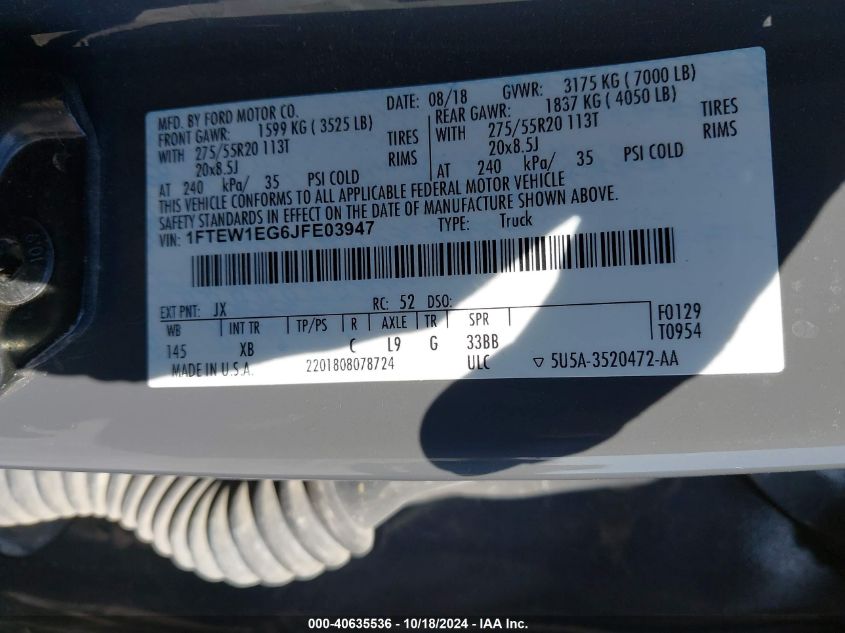 MFD. BY FORD MOTOR CO.
DATE: 08/18 GVWR: 3175 KG ( 7000 LB)
FRONT GAWR: 1599 KG ( 3525 LB) REAR GAWR: 1837 KG ( 4050 LB)
WITH 275/55R20 113T TIRES WITH 275/55R20 113T TIRES
20x8.5J RIMS 20x8.5J RIMS
AT 240 kPa/ 35 PSI COLD AT 240 kPa/ 35 PSI COLD
THIS VEHICLE CONFORMS TO ALL APPLICABLE FEDERAL MOTOR VEHICLE
SAFETY STANDARDS IN EFFECT ON THE DATE OF MANUFACTURE SHOWN ABOVE.
VIN: 1FTEW1EG6JFE03947 TYPE: Truck
EXT PNT: JX RC: 52 DSO:
WB INT TR TP/PS R AXLE TR SPR F0129
145 XB C L9 G 33BB T0954
MADE IN U.S.A. 2201808078724 ULC ▽ 5U5A-3520472-AA
000-40635536 - 10/18/2024 - IAA Inc.